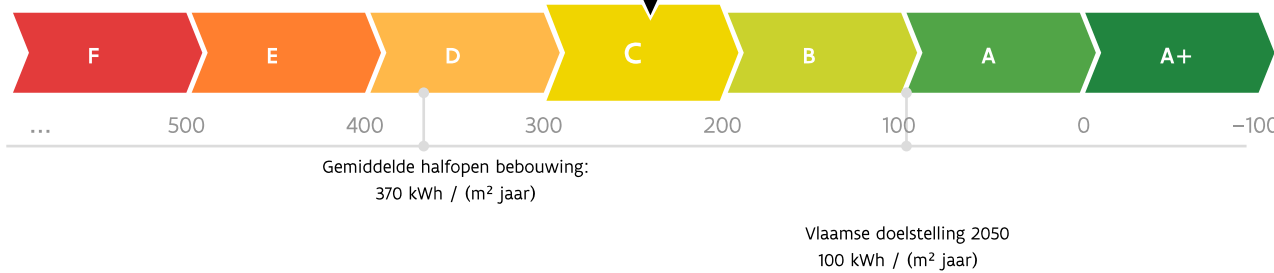 F E D C B A A+
... 500 400 300 200 100 0 −100
Gemiddelde halfopen bebouwing:
370 kWh / (m² jaar)
Vlaamse doelstelling 2050
100 kWh / (m² jaar)